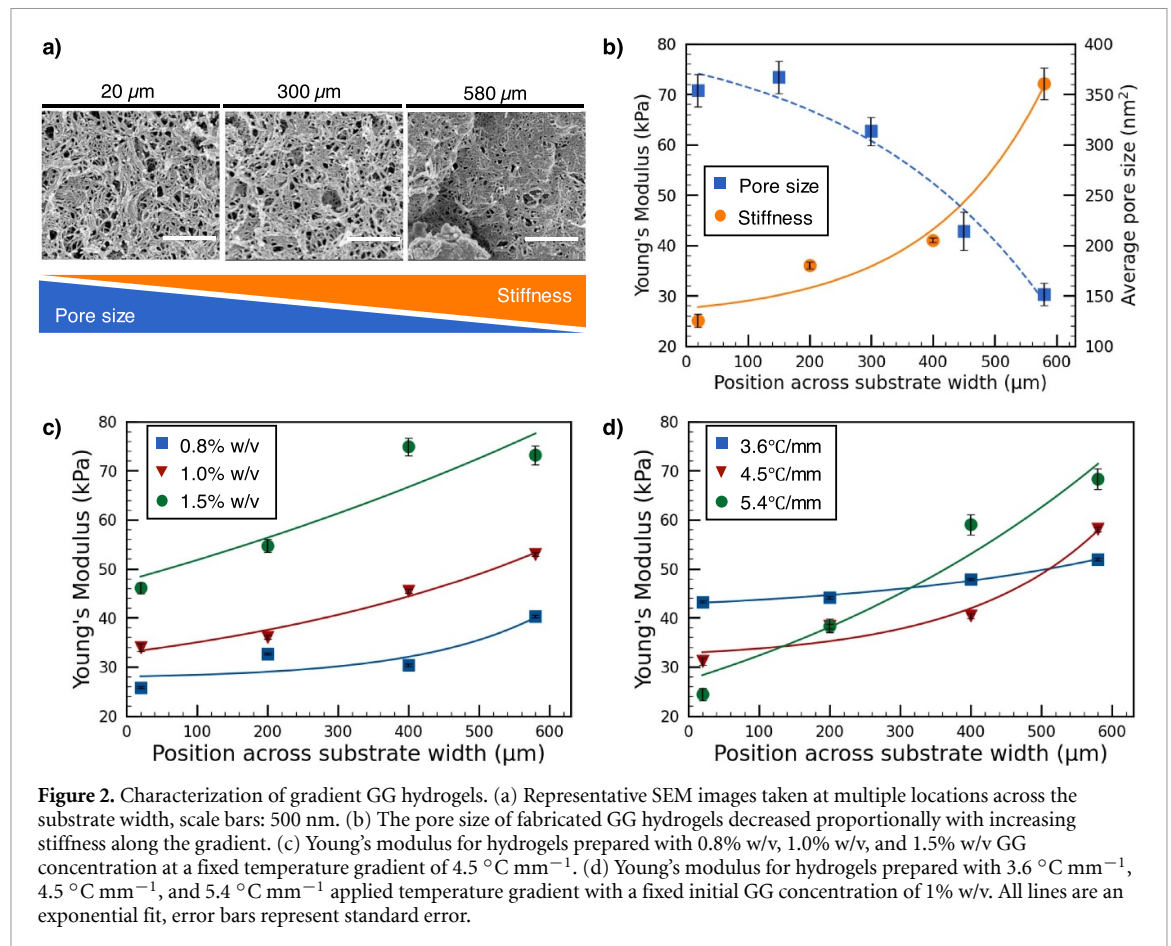 a)
20 μm 300 μm 580 μm
Stiffness
Pore size
b)
80
70
60
50
40
30
20
Young's Modulus (kPa)
400
350
300
250
200
150
100
Average pore size (nm²)
Pore size
Stiffness
0 100 200 300 400 500 600
Position across substrate width (μm)
c)
80
70
60
50
40
30
20
Young's Modulus (kPa)
0.8% w/v
1.0% w/v
1.5% w/v
0 100 200 300 400 500 600
Position across substrate width (μm)
d)
80
70
60
50
40
30
20
Young's Modulus (kPa)
3.6℃/mm
4.5℃/mm
5.4℃/mm
0 100 200 300 400 500 600
Position across substrate width (μm)
Figure 2. Characterization of gradient GG hydrogels. (a) Representative SEM images taken at multiple locations across the
substrate width, scale bars: 500 nm. (b) The pore size of fabricated GG hydrogels decreased proportionally with increasing
stiffness along the gradient. (c) Young's modulus for hydrogels prepared with 0.8% w/v, 1.0% w/v, and 1.5% w/v GG
concentration at a fixed temperature gradient of 4.5 °C mm⁻¹. (d) Young's modulus for hydrogels prepared with 3.6 °C mm⁻¹,
4.5 °C mm⁻¹, and 5.4 °C mm⁻¹ applied temperature gradient with a fixed initial GG concentration of 1% w/v. All lines are an
exponential fit, error bars represent standard error.